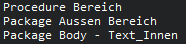 Procedure Bereich
Package Aussen Bereich
Package Body - Text_Innen